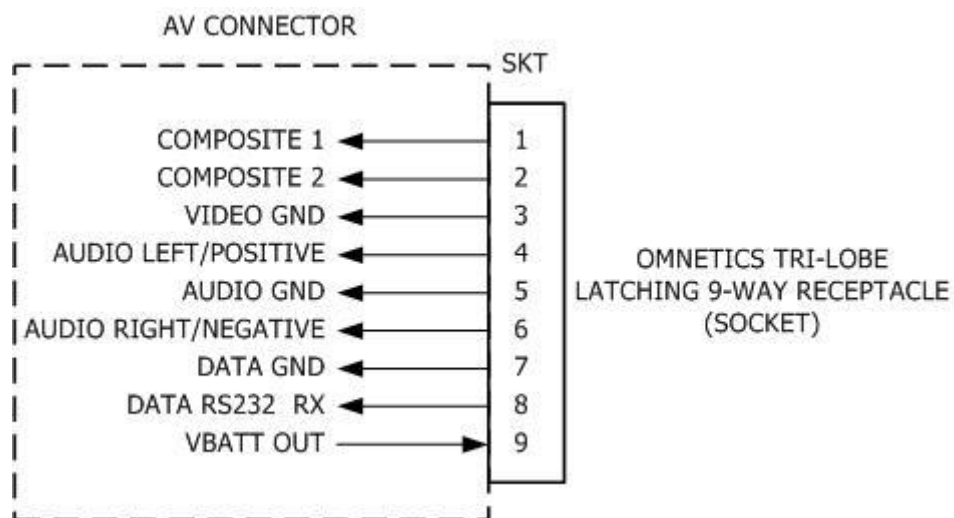 AV CONNECTOR
SKT
COMPOSITE 1 1
COMPOSITE 2 2
VIDEO GND 3
AUDIO LEFT/POSITIVE 4
AUDIO GND 5
AUDIO RIGHT/NEGATIVE 6
DATA GND 7
DATA RS232 RX 8
VBATT OUT 9
OMNETICS TRI-LOBE
LATCHING 9-WAY RECEPTACLE
(SOCKET)